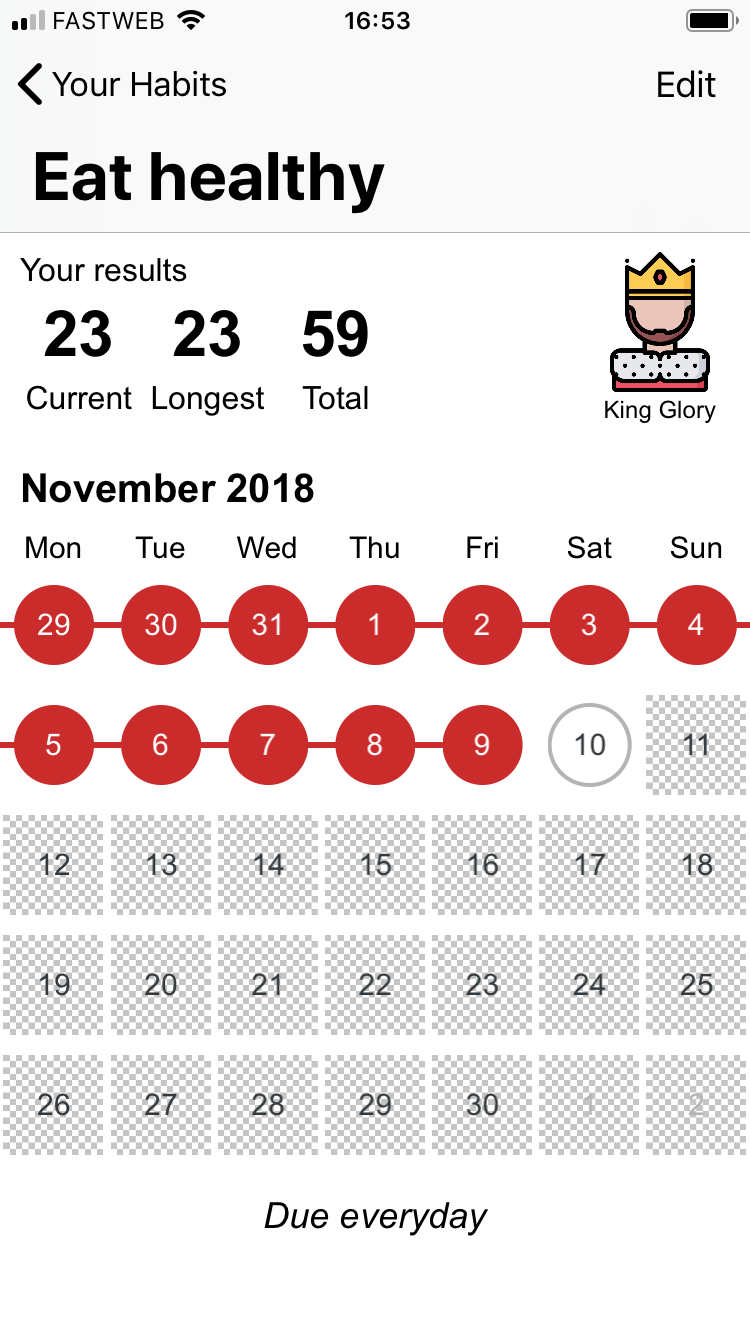 FASTWEB 16:53
Your Habits Edit
Eat healthy
Your results
23 23 59
Current Longest Total
King Glory
November 2018
Mon Tue Wed Thu Fri Sat Sun
29 30 31 1 2 3 4
5 6 7 8 9 10 11
12 13 14 15 16 17 18
19 20 21 22 23 24 25
26 27 28 29 30 1 2
Due everyday